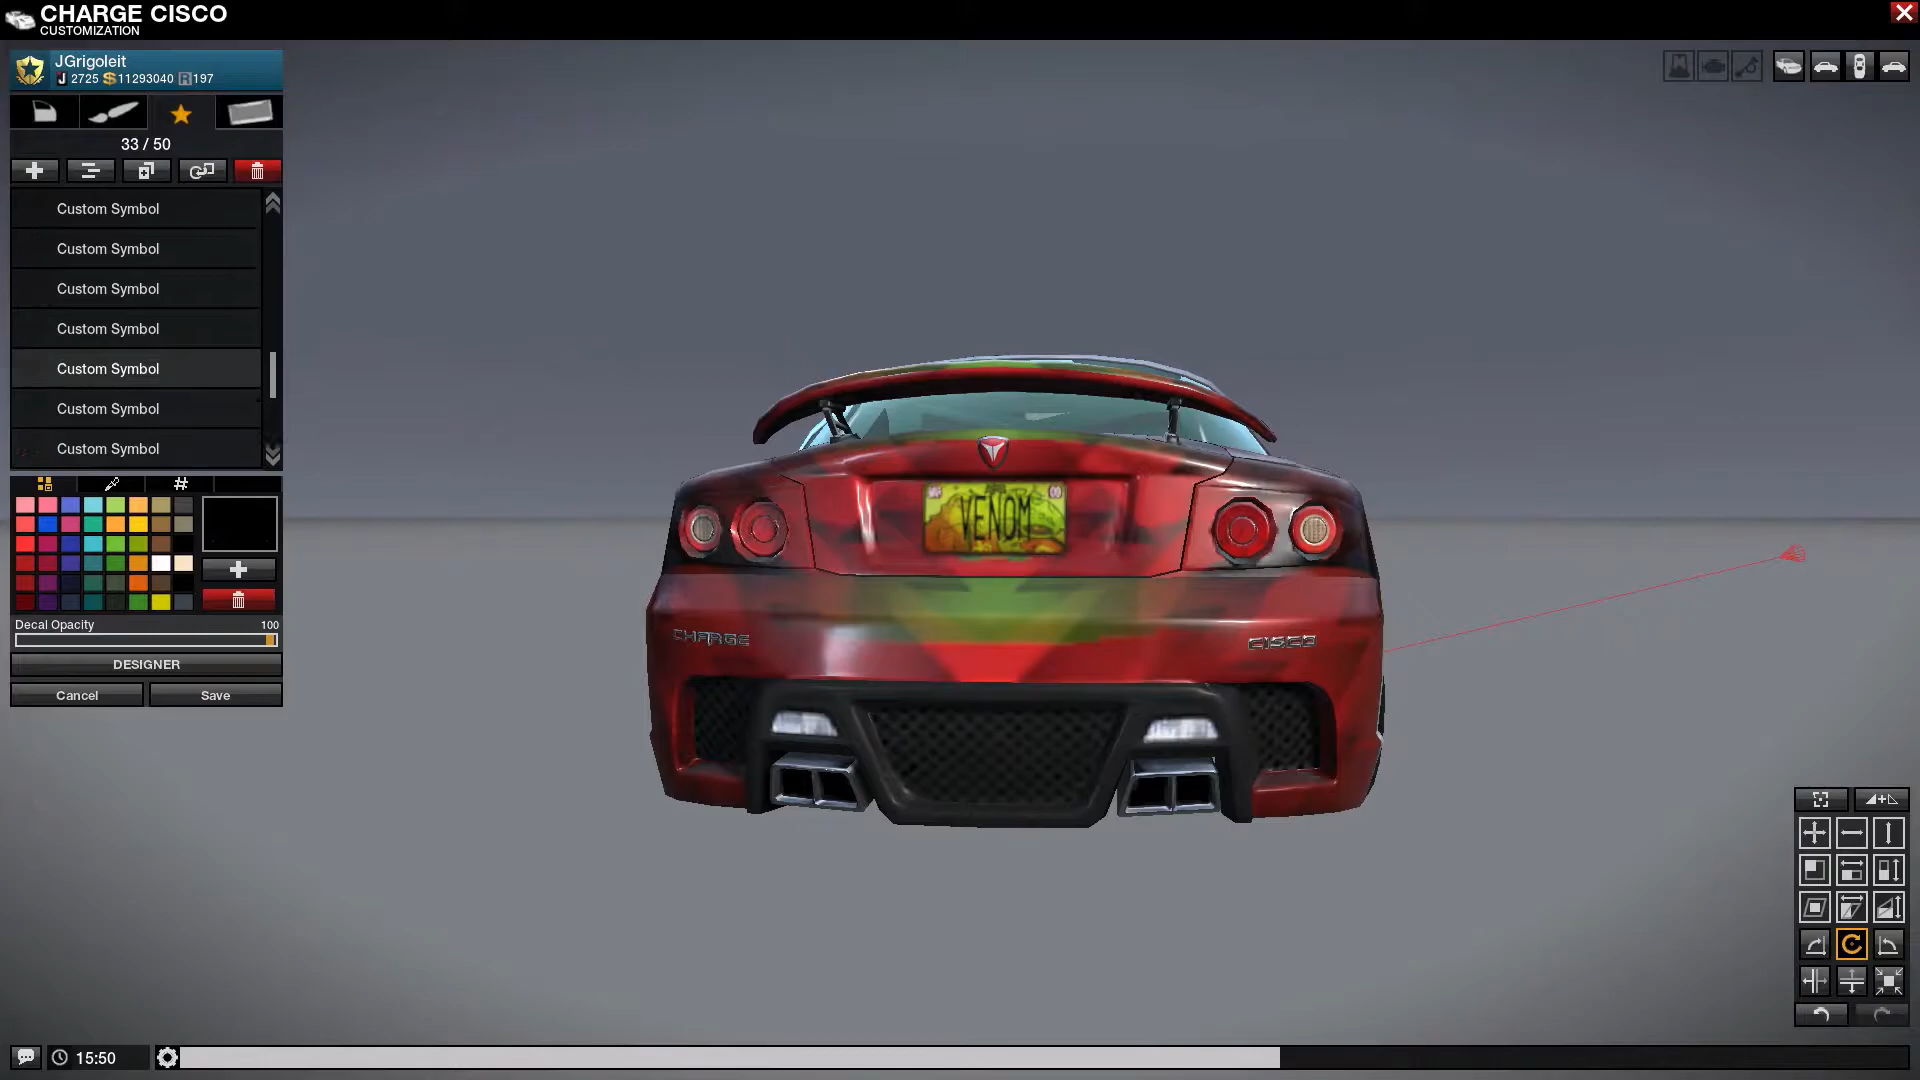 CHARGE CISCO
CUSTOMIZATION
JGrigoleit
J 2725 $11293040 R197
33 / 50
Custom Symbol
Custom Symbol
Custom Symbol
Custom Symbol
Custom Symbol
Custom Symbol
Custom Symbol
#
Decal Opacity 100
DESIGNER
Cancel Save
VENOM
CHARGE CISCO
15:50